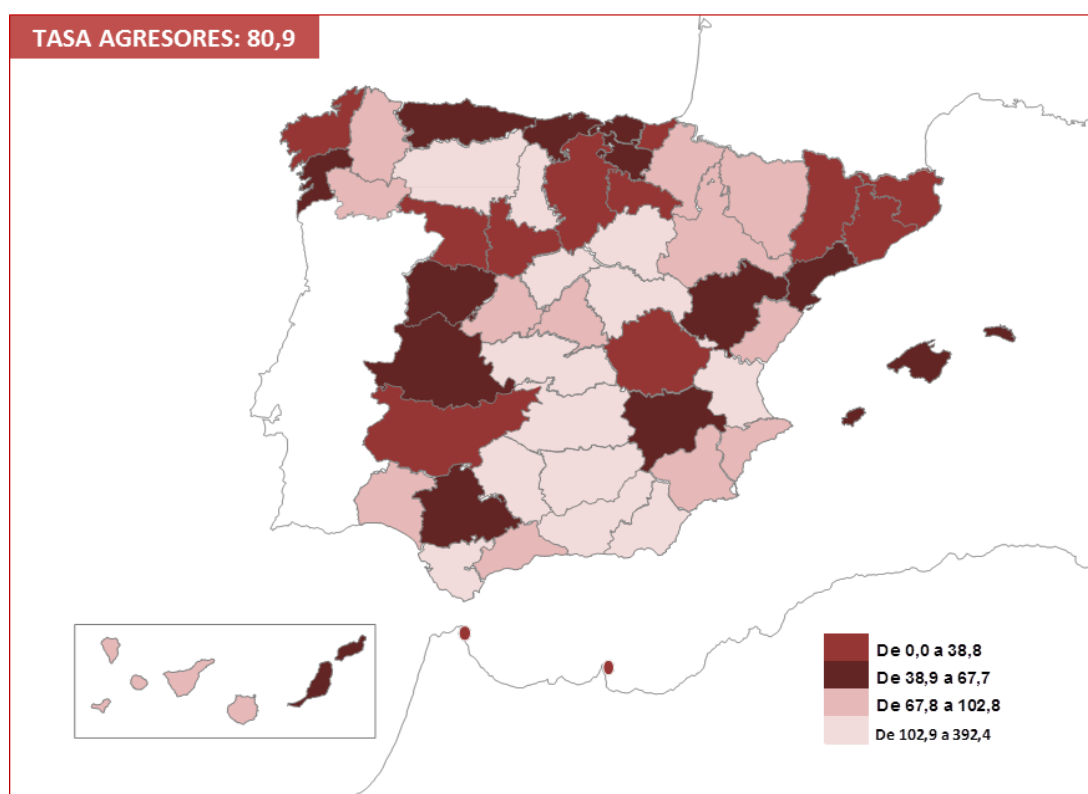 TASA AGRESORES: 80,9
De 0,0 a 38,8
De 38,9 a 67,7
De 67,8 a 102,8
De 102,9 a 392,4